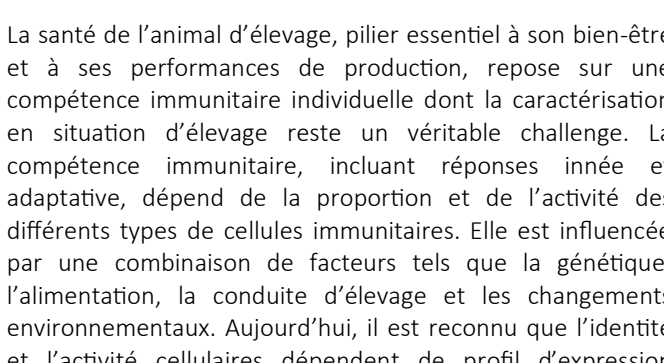 La santé de l'animal d'élevage, pilier essentiel à son bien-être
et à ses performances de production, repose sur une
compétence immunitaire individuelle dont la caractérisation
en situation d'élevage reste un véritable challenge. La
compétence immunitaire, incluant réponses innée et
adaptative, dépend de la proportion et de l'activité des
différents types de cellules immunitaires. Elle est influencée
par une combinaison de facteurs tels que la génétique,
l'alimentation, la conduite d'élevage et les changements
environnementaux. Aujourd'hui, il est reconnu que l'identité
et l'activité cellulaires dépendent de profil d'expression